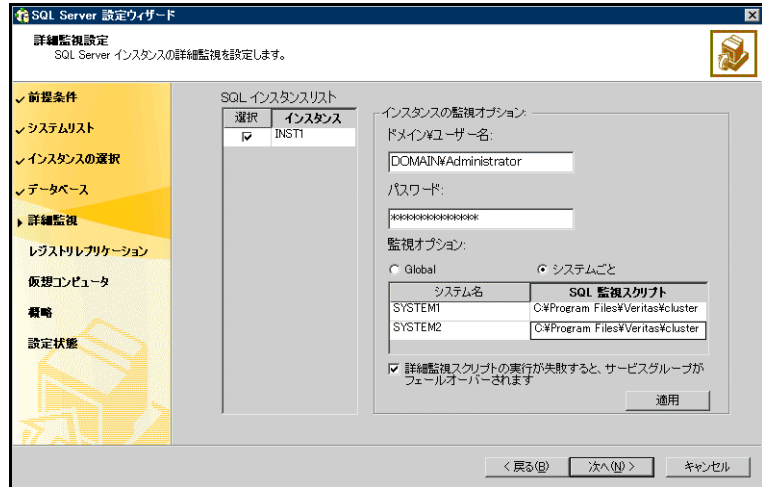 SQL Server 設定ウィザード
詳細監視設定
SQL Server インスタンスの詳細監視を設定します。
前提条件
システムリスト
インスタンスの選択
データベース
詳細監視
レジストリレプリケーション
仮想コンピュータ
概略
設定状態
SQL インスタンスリスト
選択 インスタンス
INST1
インスタンスの監視オプション:
ドメイン¥ユーザー名:
DOMAIN¥Administrator
パスワード:
**************
監視オプション:
Global システムごと
システム名 SQL 監視スクリプト
SYSTEM1 C:¥Program Files¥Veritas¥cluster
SYSTEM2 C:¥Program Files¥Veritas¥cluster
詳細監視スクリプトの実行が失敗すると、サービスグループが
フェールオーバーされます
適用
< 戻る(B) 次へ(N) > キャンセル